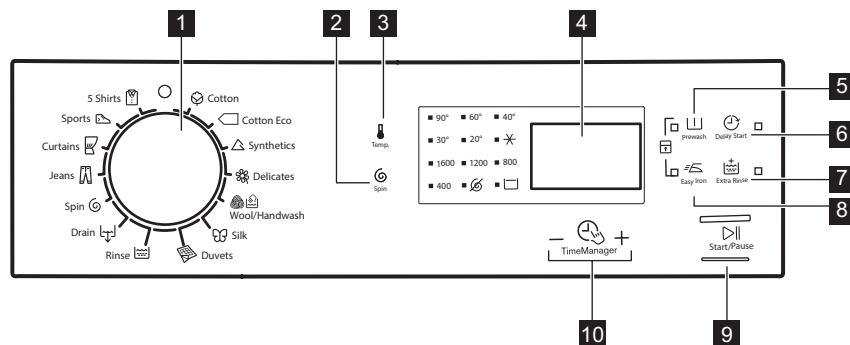 1
2
3
4
5
6
7
8
9
10
5 Shirts
Sports
Curtains
Jeans
Spin
Drain
Rinse
Cotton
Cotton Eco
Synthetics
Delicates
Wool/Handwash
Silk
Duvets
Temp.
Spin
90° 60° 40°
30° 20°
1600 1200 800
400
− +
TimeManager
Prewash
Delay Start
Easy Iron
Extra Rinse
Start/Pause